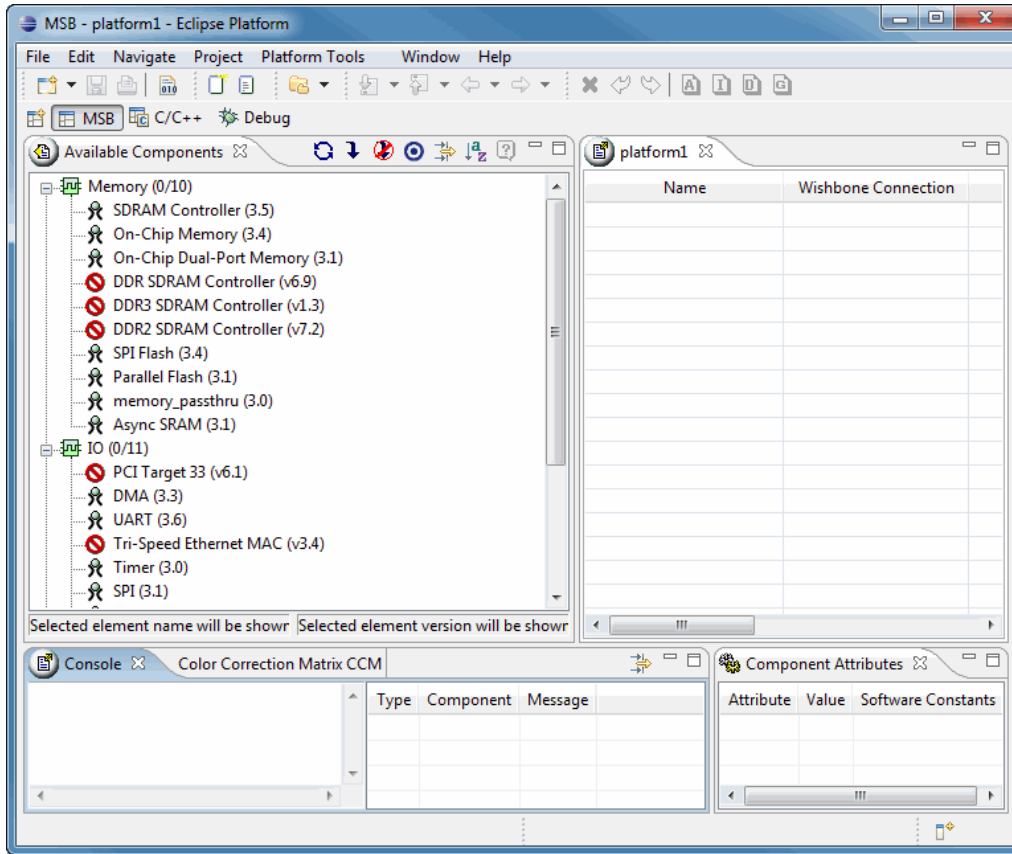 MSB - platform1 - Eclipse Platform
File Edit Navigate Project Platform Tools Window Help
010 A I D G
MSB C/C++ Debug
Available Components
Memory (0/10)
SDRAM Controller (3.5)
On-Chip Memory (3.4)
On-Chip Dual-Port Memory (3.1)
DDR SDRAM Controller (v6.9)
DDR3 SDRAM Controller (v1.3)
DDR2 SDRAM Controller (v7.2)
SPI Flash (3.4)
Parallel Flash (3.1)
memory_passthru (3.0)
Async SRAM (3.1)
IO (0/11)
PCI Target 33 (v6.1)
DMA (3.3)
UART (3.6)
Tri-Speed Ethernet MAC (v3.4)
Timer (3.0)
SPI (3.1)
Selected element name will be shown Selected element version will be shown
platform1
Name Wishbone Connection
Console Color Correction Matrix CCM
Type Component Message
Component Attributes
Attribute Value Software Constants